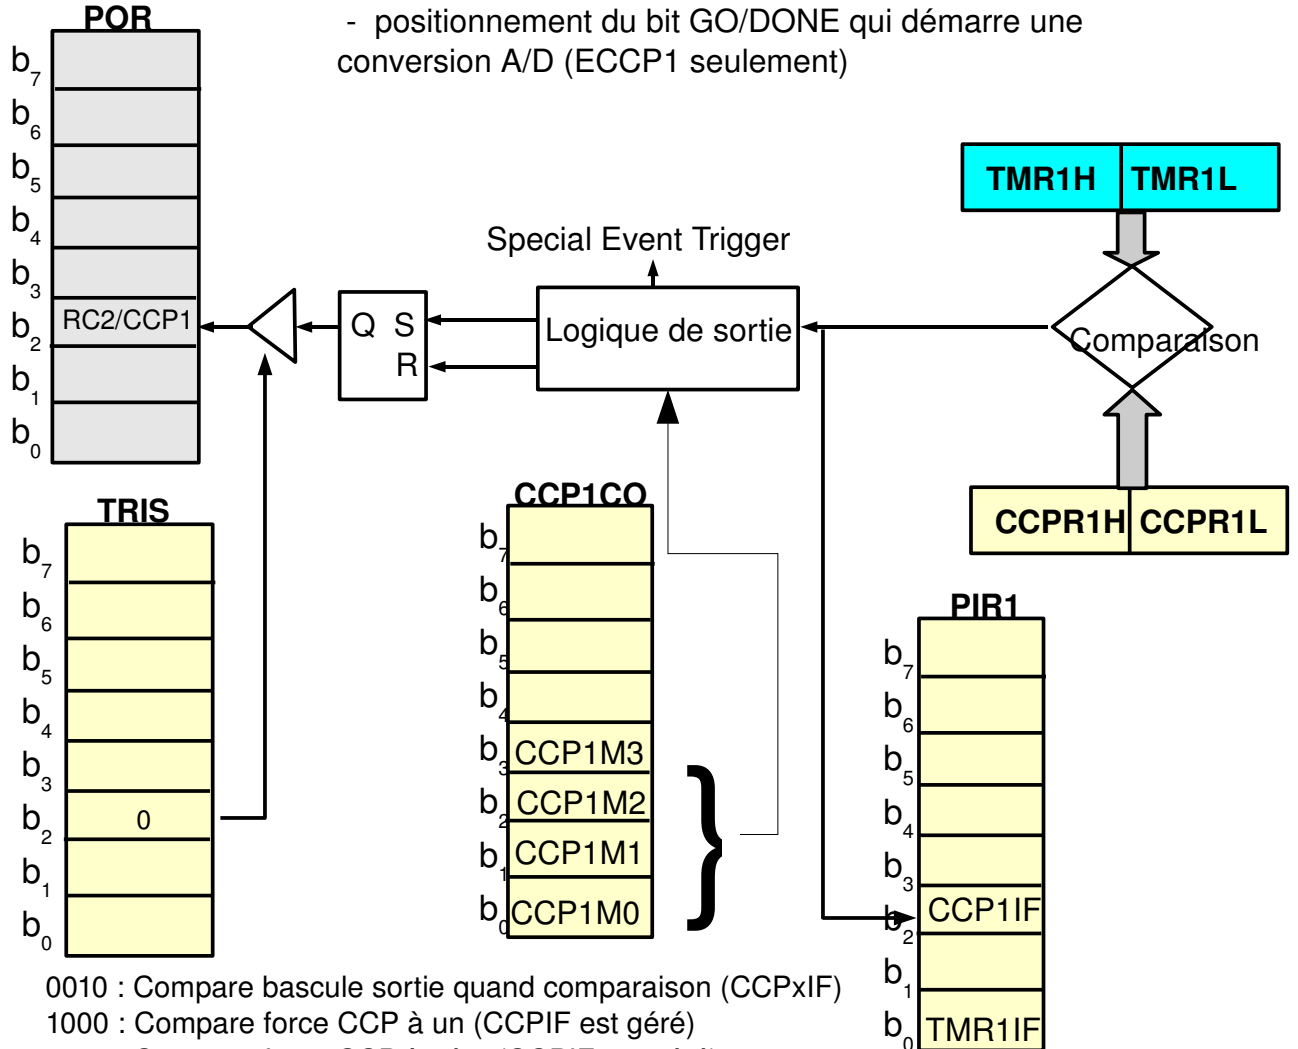 POR
- positionnement du bit GO/DONE qui démarre une
conversion A/D (ECCP1 seulement)
b7
b6
b5
b4
b3
b2
b1
b0
RC2/CCP1
Special Event Trigger
Q S
R
Logique de sortie
TMR1H TMR1L
Comparaison
CCPR1H CCPR1L
TRIS
b7
b6
b5
b4
b3
b2 0
b1
b0
CCP1CO
b7
b6
b5
b4
b3 CCP1M3
b2 CCP1M2
b1 CCP1M1
b0 CCP1M0
}
PIR1
b7
b6
b5
b4
b3
b2 CCP1IF
b1
b0 TMR1IF
0010 : Compare bascule sortie quand comparaison (CCPxIF)
1000 : Compare force CCP à un (CCPIF est géré)